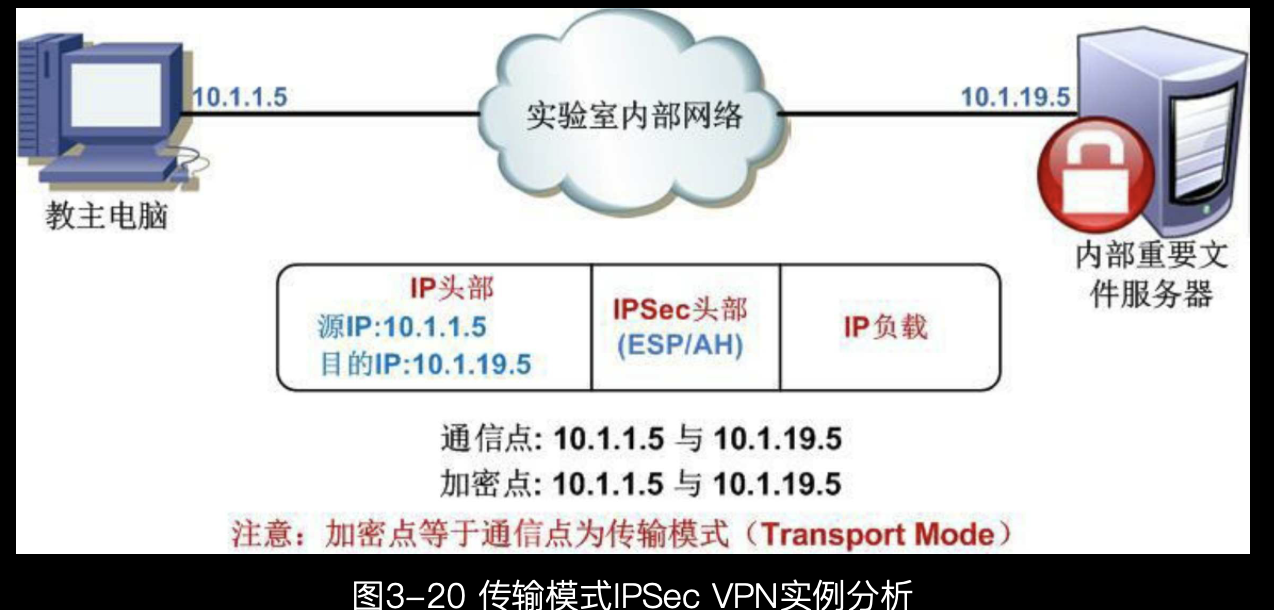 10.1.1.5
实验室内部网络
10.1.19.5
教主电脑
内部重要文
件服务器
IP头部
源IP:10.1.1.5
目的IP:10.1.19.5
IPSec头部
(ESP/AH)
IP负载
通信点: 10.1.1.5 与 10.1.19.5
加密点: 10.1.1.5 与 10.1.19.5
注意：加密点等于通信点为传输模式（Transport Mode）
图3-20 传输模式IPSec VPN实例分析